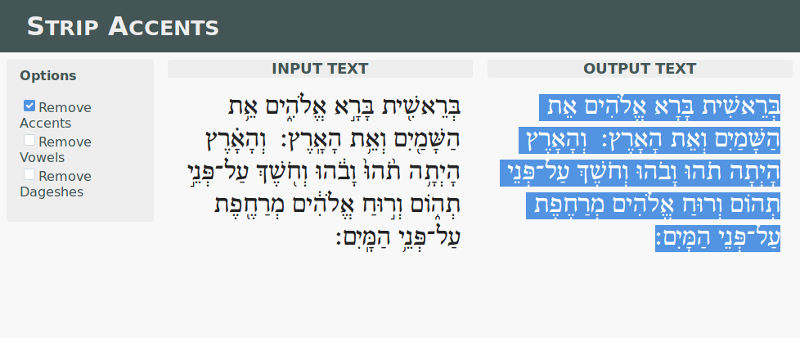 STRIP ACCENTS
Options
Remove
Accents
Remove
Vowels
Remove
Dageshes
INPUT TEXT
בְּרֵאשִׁ֖ית בָּרָ֣א אֱלֹהִ֑ים אֵ֥ת
הַשָּׁמַ֖יִם וְאֵ֥ת הָאָֽרֶץ׃ וְהָאָ֗רֶץ
הָיְתָ֥ה תֹ֙הוּ֙ וָבֹ֔הוּ וְחֹ֖שֶׁךְ עַל־פְּנֵ֣י
תְה֑וֹם וְר֣וּחַ אֱלֹהִ֔ים מְרַחֶ֖פֶת
עַל־פְּנֵ֥י הַמָּֽיִם׃
OUTPUT TEXT
בְּרֵאשִׁית בָּרָא אֱלֹהִים אֵת
הַשָּׁמַיִם וְאֵת הָאָרֶץ׃ וְהָאָרֶץ
הָיְתָה תֹהוּ וָבֹהוּ וְחֹשֶׁךְ עַל־פְּנֵי
תְהוֹם וְרוּחַ אֱלֹהִים מְרַחֶפֶת
עַל־פְּנֵי הַמָּיִם׃